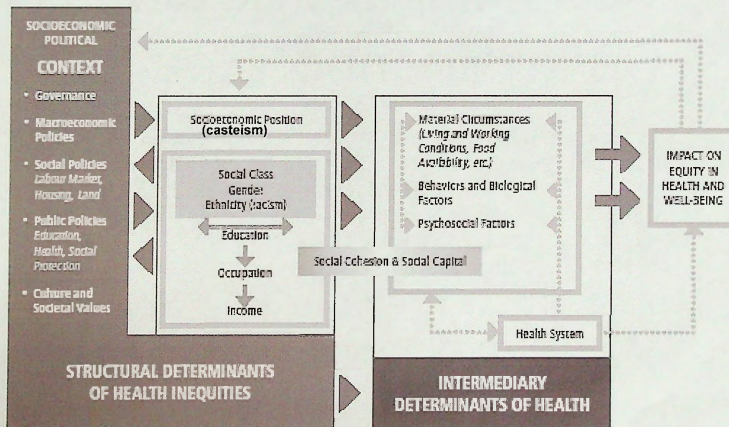 SOCIOECONOMIC
POLITICAL
CONTEXT
• Governance
• Macroeconomic
Policies
• Social Policies
Labour Market,
Housing, Land
• Public Policies
Education,
Health, Social
Protection
• Culture and
Societal Values
Socioeconomic Position
(casteism)
Social Class
Gender
Ethnicity (racism)
Education
Occupation
Income
Social Cohesion & Social Capital
Material Circumstances
(Living and Working
Conditions, Food
Availability, etc.)
Behaviors and Biological
Factors
Psychosocial Factors
Health System
IMPACT ON
EQUITY IN
HEALTH AND
WELL-BEING
STRUCTURAL DETERMINANTS
OF HEALTH INEQUITIES
INTERMEDIARY
DETERMINANTS OF HEALTH